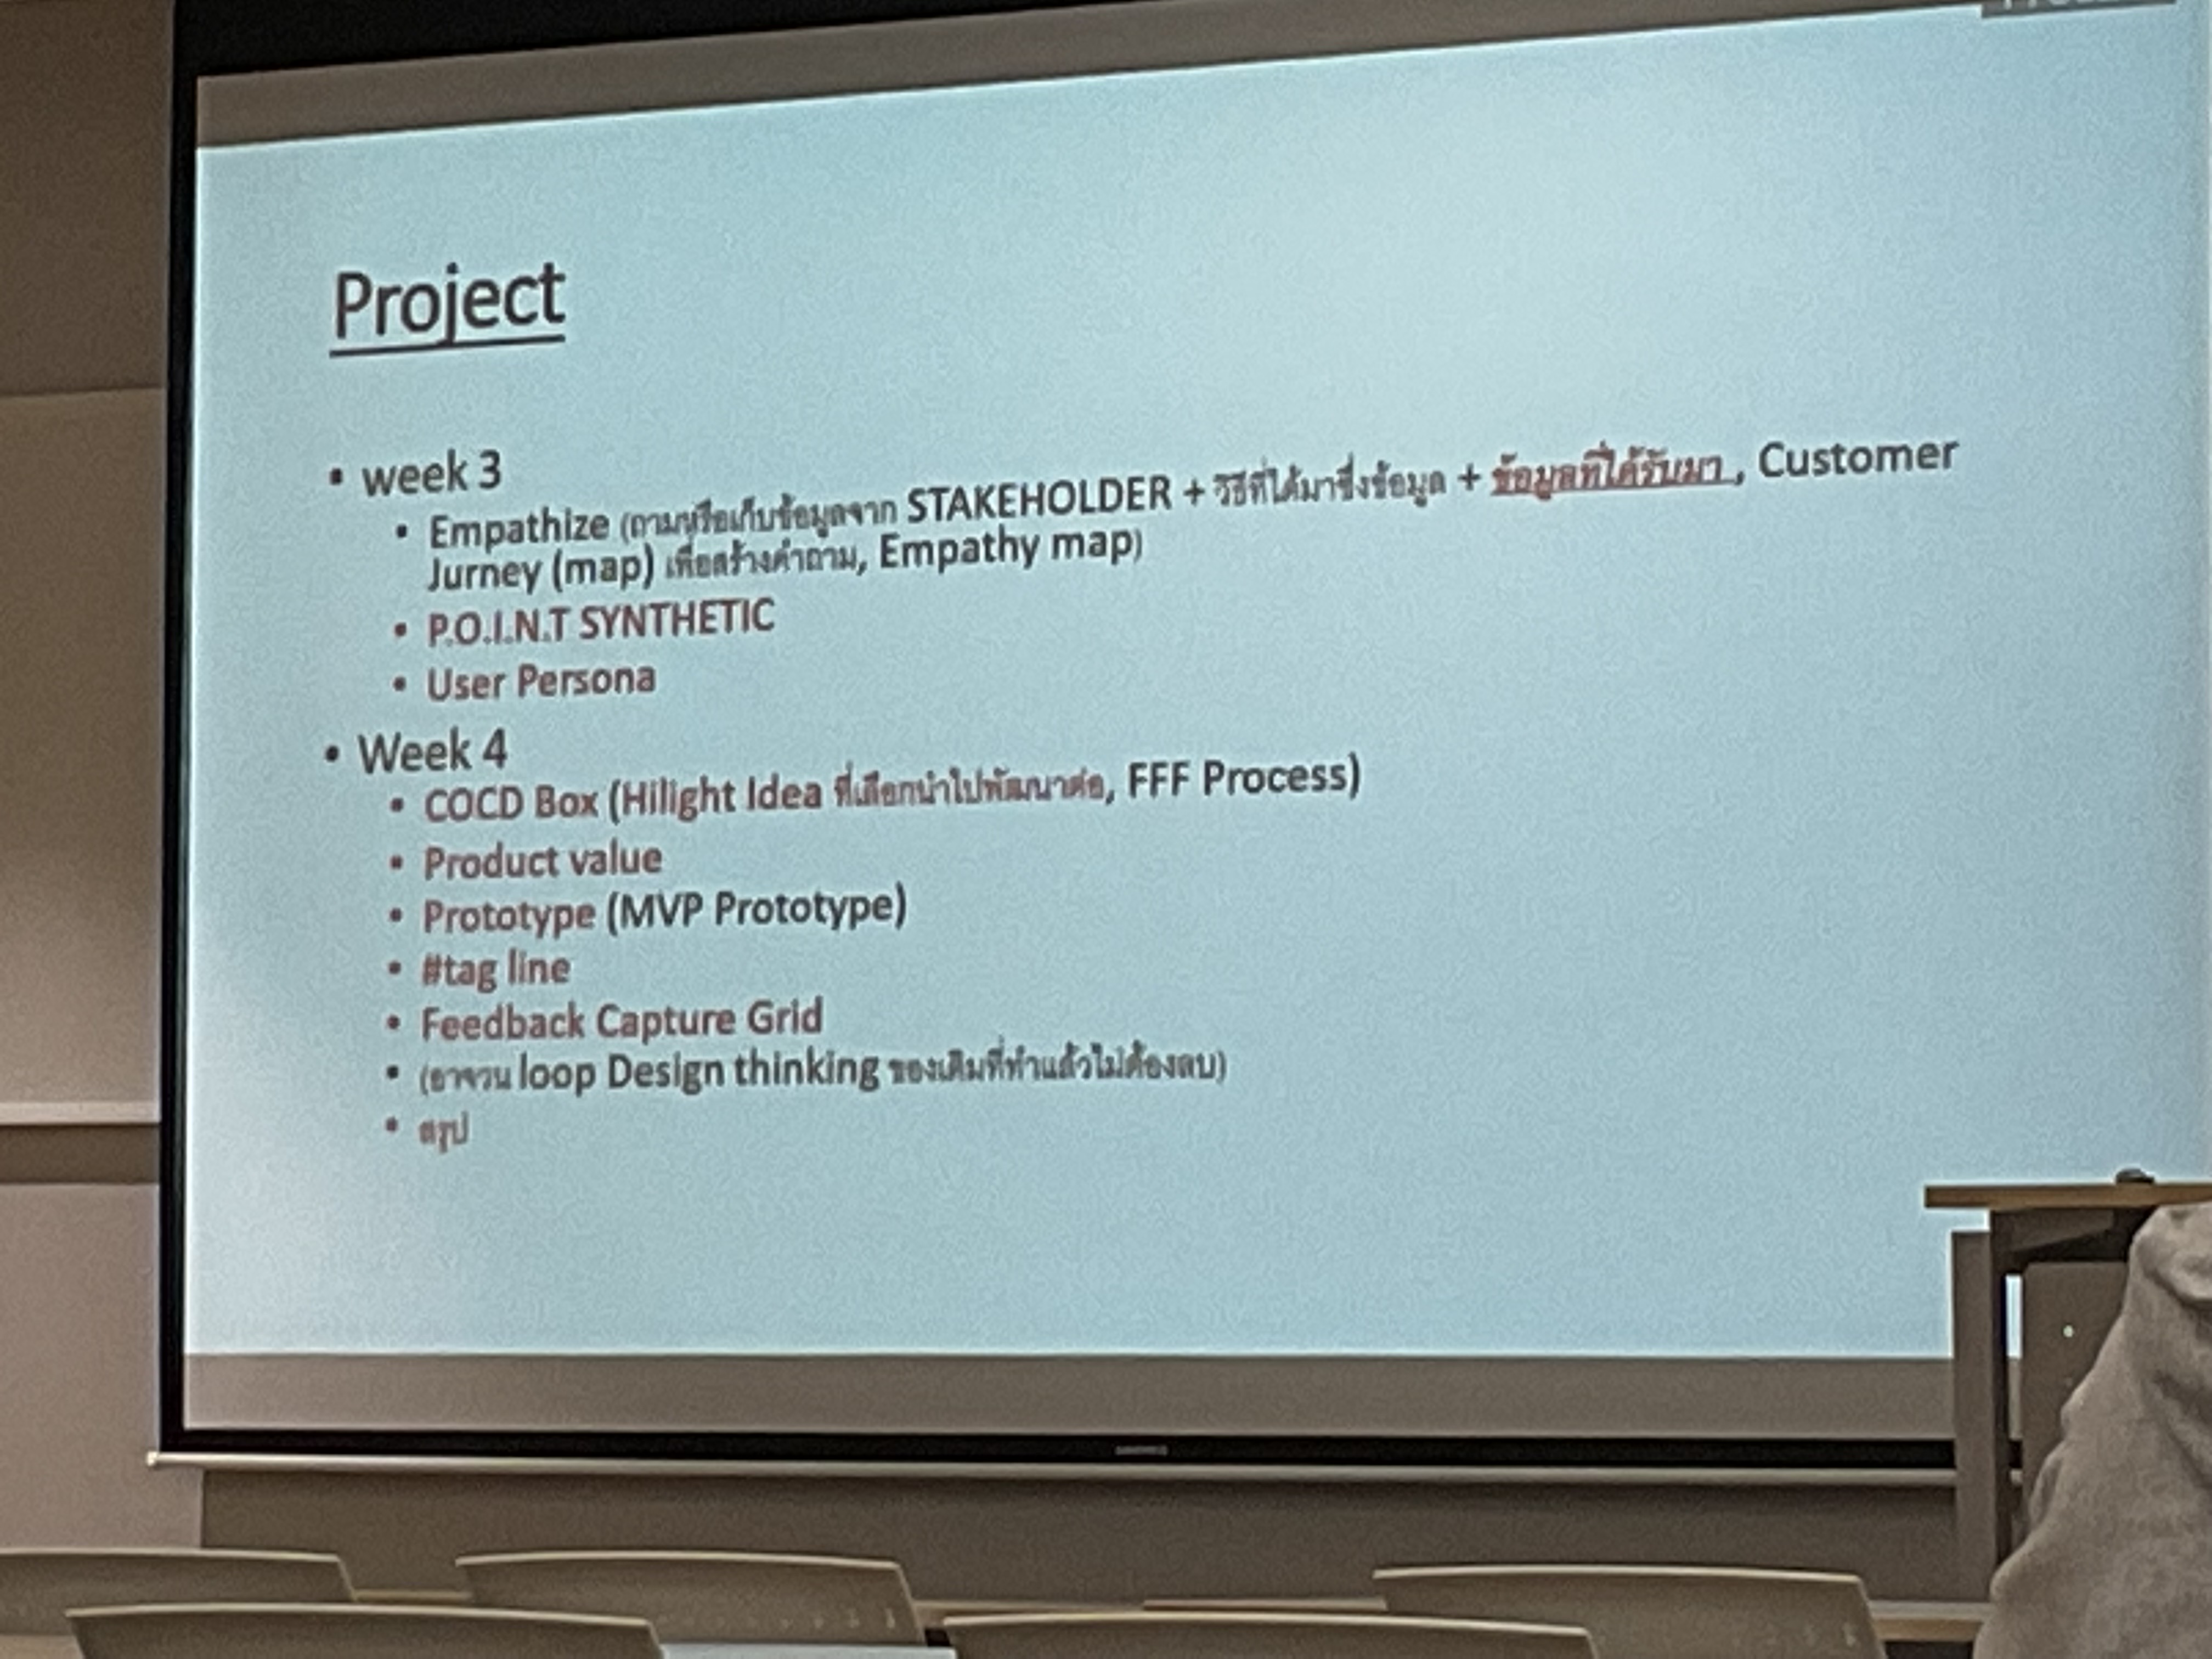 Project
• week 3
• Empathize (ถามหรือเก็บข้อมูลจาก STAKEHOLDER + วิธีที่ได้มาซึ่งข้อมูล + ข้อมูลที่ได้รับมา , Customer
Jurney (map) เพื่อสร้างคำถาม, Empathy map)
• P.O.I.N.T SYNTHETIC
• User Persona
• Week 4
• COCD Box (Hilight Idea ที่เลือกนำไปพัฒนาต่อ, FFF Process)
• Product value
• Prototype (MVP Prototype)
• #tag line
• Feedback Capture Grid
• (อาจวน loop Design thinking ของเดิมที่ทำแล้วไม่ต้องลบ)
• สรุป